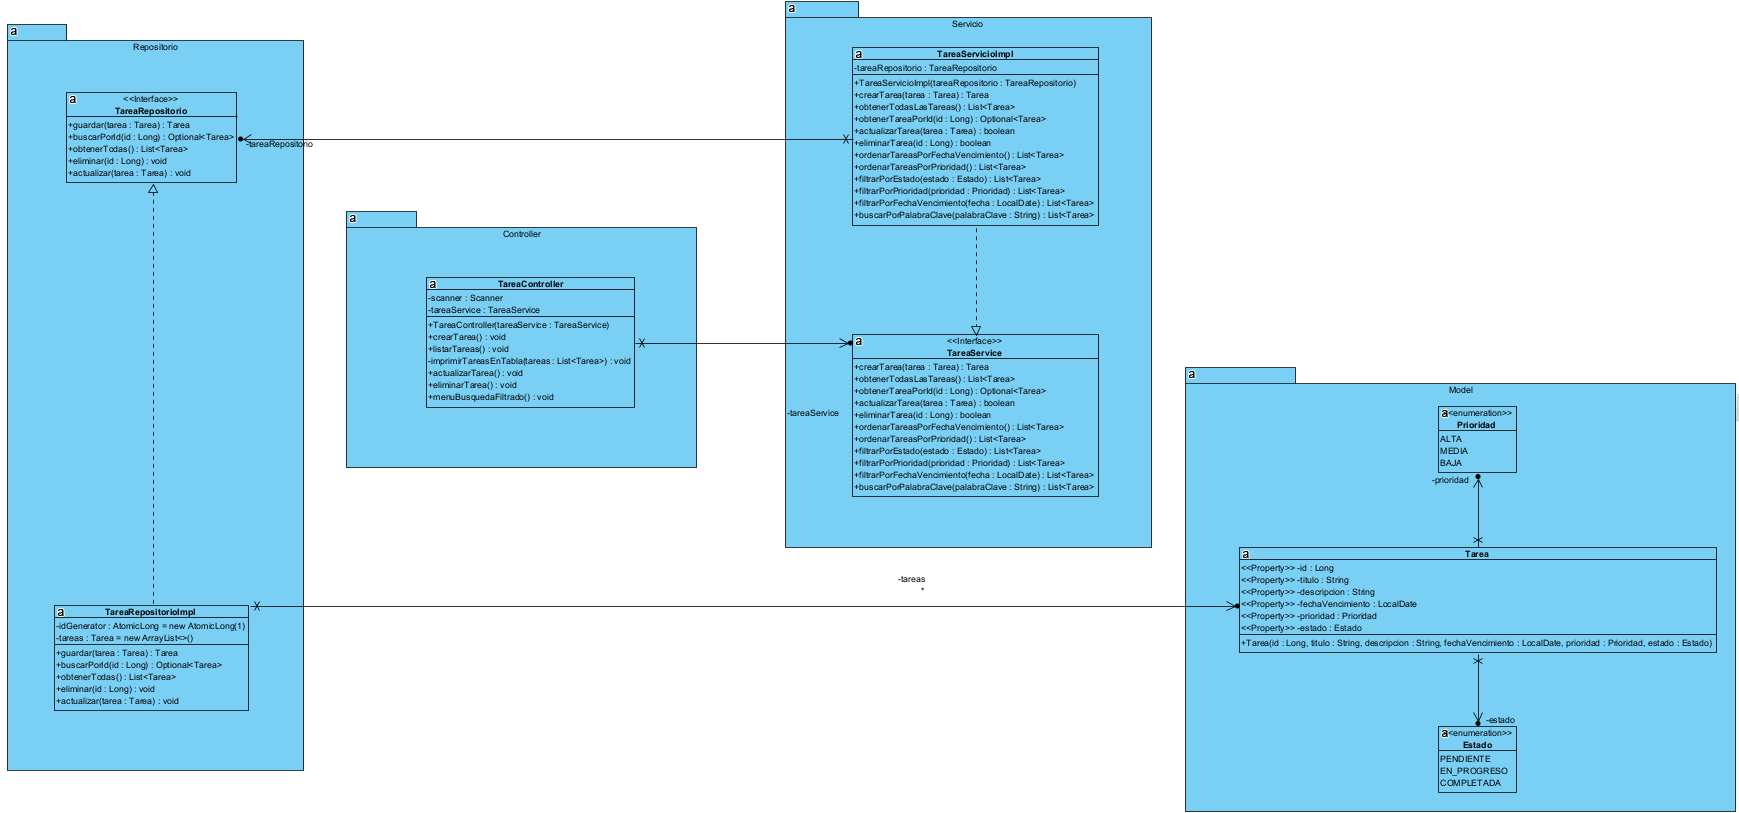 a
Repositorio
a
<<Interface>>
TareaRepositorio
+guardar(tarea : Tarea) : Tarea
+buscarPorId(id : Long) : Optional<Tarea>
+obtenerTodas() : List<Tarea>
+eliminar(id : Long) : void
+actualizar(tarea : Tarea) : void
-tareaRepositorio
a
TareaRepositorioImpl
-idGenerator : AtomicLong = new AtomicLong(1)
-tareas : Tarea = new ArrayList<>()
+guardar(tarea : Tarea) : Tarea
+buscarPorId(id : Long) : Optional<Tarea>
+obtenerTodas() : List<Tarea>
+eliminar(id : Long) : void
+actualizar(tarea : Tarea) : void
a
Controller
a
TareaController
-scanner : Scanner
-tareaService : TareaService
+TareaController(tareaService : TareaService)
+crearTarea() : void
+listarTareas() : void
-imprimirTareasEnTabla(tareas : List<Tarea>) : void
+actualizarTarea() : void
+eliminarTarea() : void
+menuBusquedaFiltrado() : void
a
Servicio
a
TareaServicioImpl
-tareaRepositorio : TareaRepositorio
+TareaServicioImpl(tareaRepositorio : TareaRepositorio)
+crearTarea(tarea : Tarea) : Tarea
+obtenerTodasLasTareas() : List<Tarea>
+obtenerTareaPorId(id : Long) : Optional<Tarea>
+actualizarTarea(tarea : Tarea) : boolean
+eliminarTarea(id : Long) : boolean
+ordenarTareasPorFechaVencimiento() : List<Tarea>
+ordenarTareasPorPrioridad() : List<Tarea>
+filtrarPorEstado(estado : Estado) : List<Tarea>
+filtrarPorPrioridad(prioridad : Prioridad) : List<Tarea>
+filtrarPorFechaVencimiento(fecha : LocalDate) : List<Tarea>
+buscarPorPalabraClave(palabraClave : String) : List<Tarea>
a
<<Interface>>
TareaService
+crearTarea(tarea : Tarea) : Tarea
+obtenerTodasLasTareas() : List<Tarea>
+obtenerTareaPorId(id : Long) : Optional<Tarea>
+actualizarTarea(tarea : Tarea) : boolean
+eliminarTarea(id : Long) : boolean
+ordenarTareasPorFechaVencimiento() : List<Tarea>
+ordenarTareasPorPrioridad() : List<Tarea>
+filtrarPorEstado(estado : Estado) : List<Tarea>
+filtrarPorPrioridad(prioridad : Prioridad) : List<Tarea>
+filtrarPorFechaVencimiento(fecha : LocalDate) : List<Tarea>
+buscarPorPalabraClave(palabraClave : String) : List<Tarea>
-tareaService
-tareas
*
a
Model
a
<enumeration>>
Prioridad
ALTA
MEDIA
BAJA
-prioridad
a
Tarea
<<Property>> -id : Long
<<Property>> -titulo : String
<<Property>> -descripcion : String
<<Property>> -fechaVencimiento : LocalDate
<<Property>> -prioridad : Prioridad
<<Property>> -estado : Estado
+Tarea(id : Long, titulo : String, descripcion : String, fechaVencimiento : LocalDate, prioridad : Prioridad, estado : Estado)
-estado
a
<enumeration>>
Estado
PENDIENTE
EN_PROGRESO
COMPLETADA